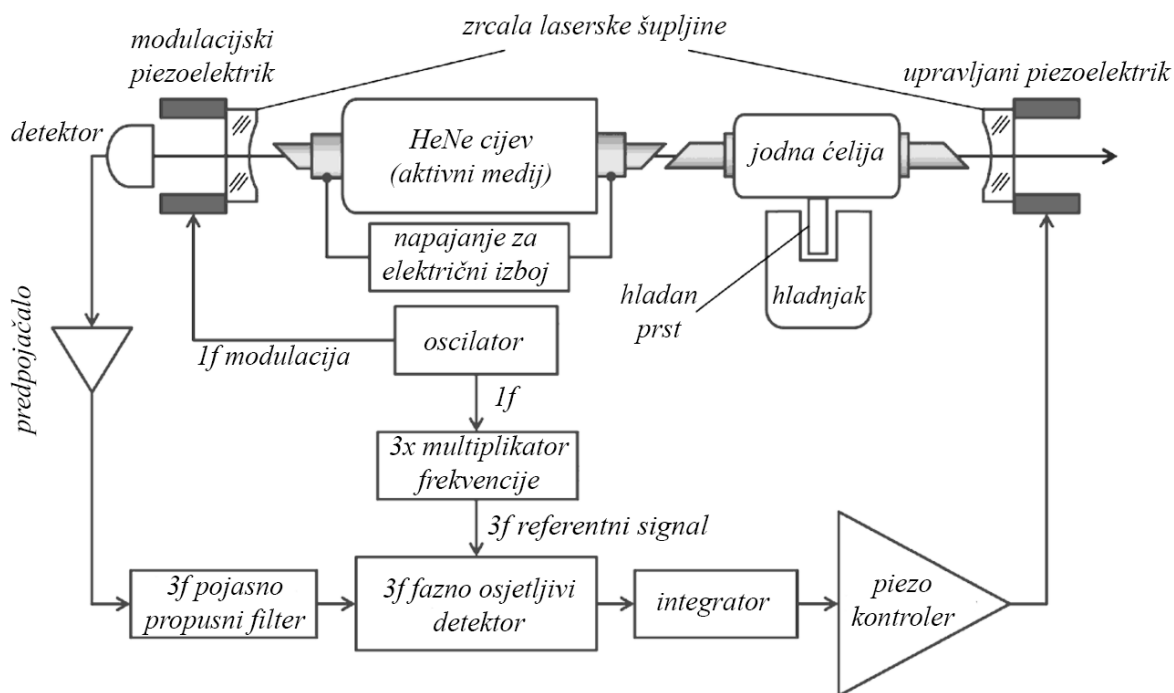 zrcala laserske šupljine
modulacijski
piezoelektrik
upravljani piezoelektrik
detektor
HeNe cijev
(aktivni medij)
jodna ćelija
napajanje za
električni izboj
hladan
prst
hladnjak
predpojačalo
1f modulacija
oscilator
1f
3x multiplikator
frekvencije
3f referentni signal
3f pojasno
propusni filter
3f fazno osjetljivi
detektor
integrator
piezo
kontroler